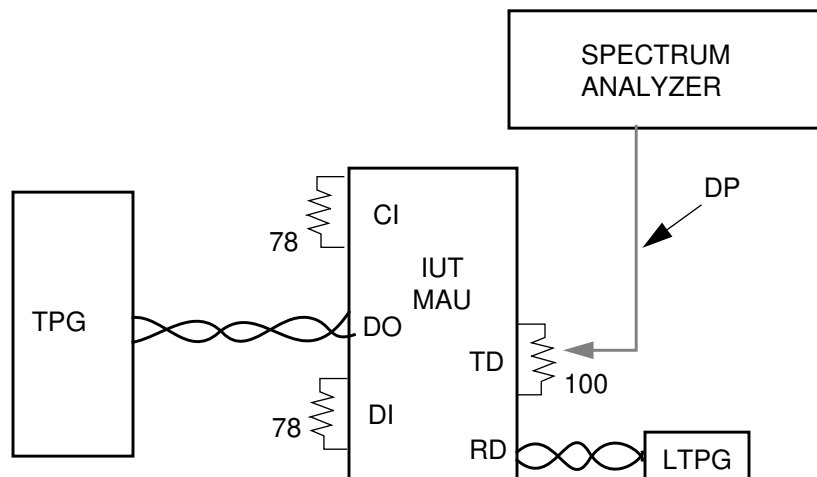 SPECTRUM
ANALYZER
DP
CI
78
IUT
MAU
TPG
DO
TD
100
DI
78
RD
LTPG